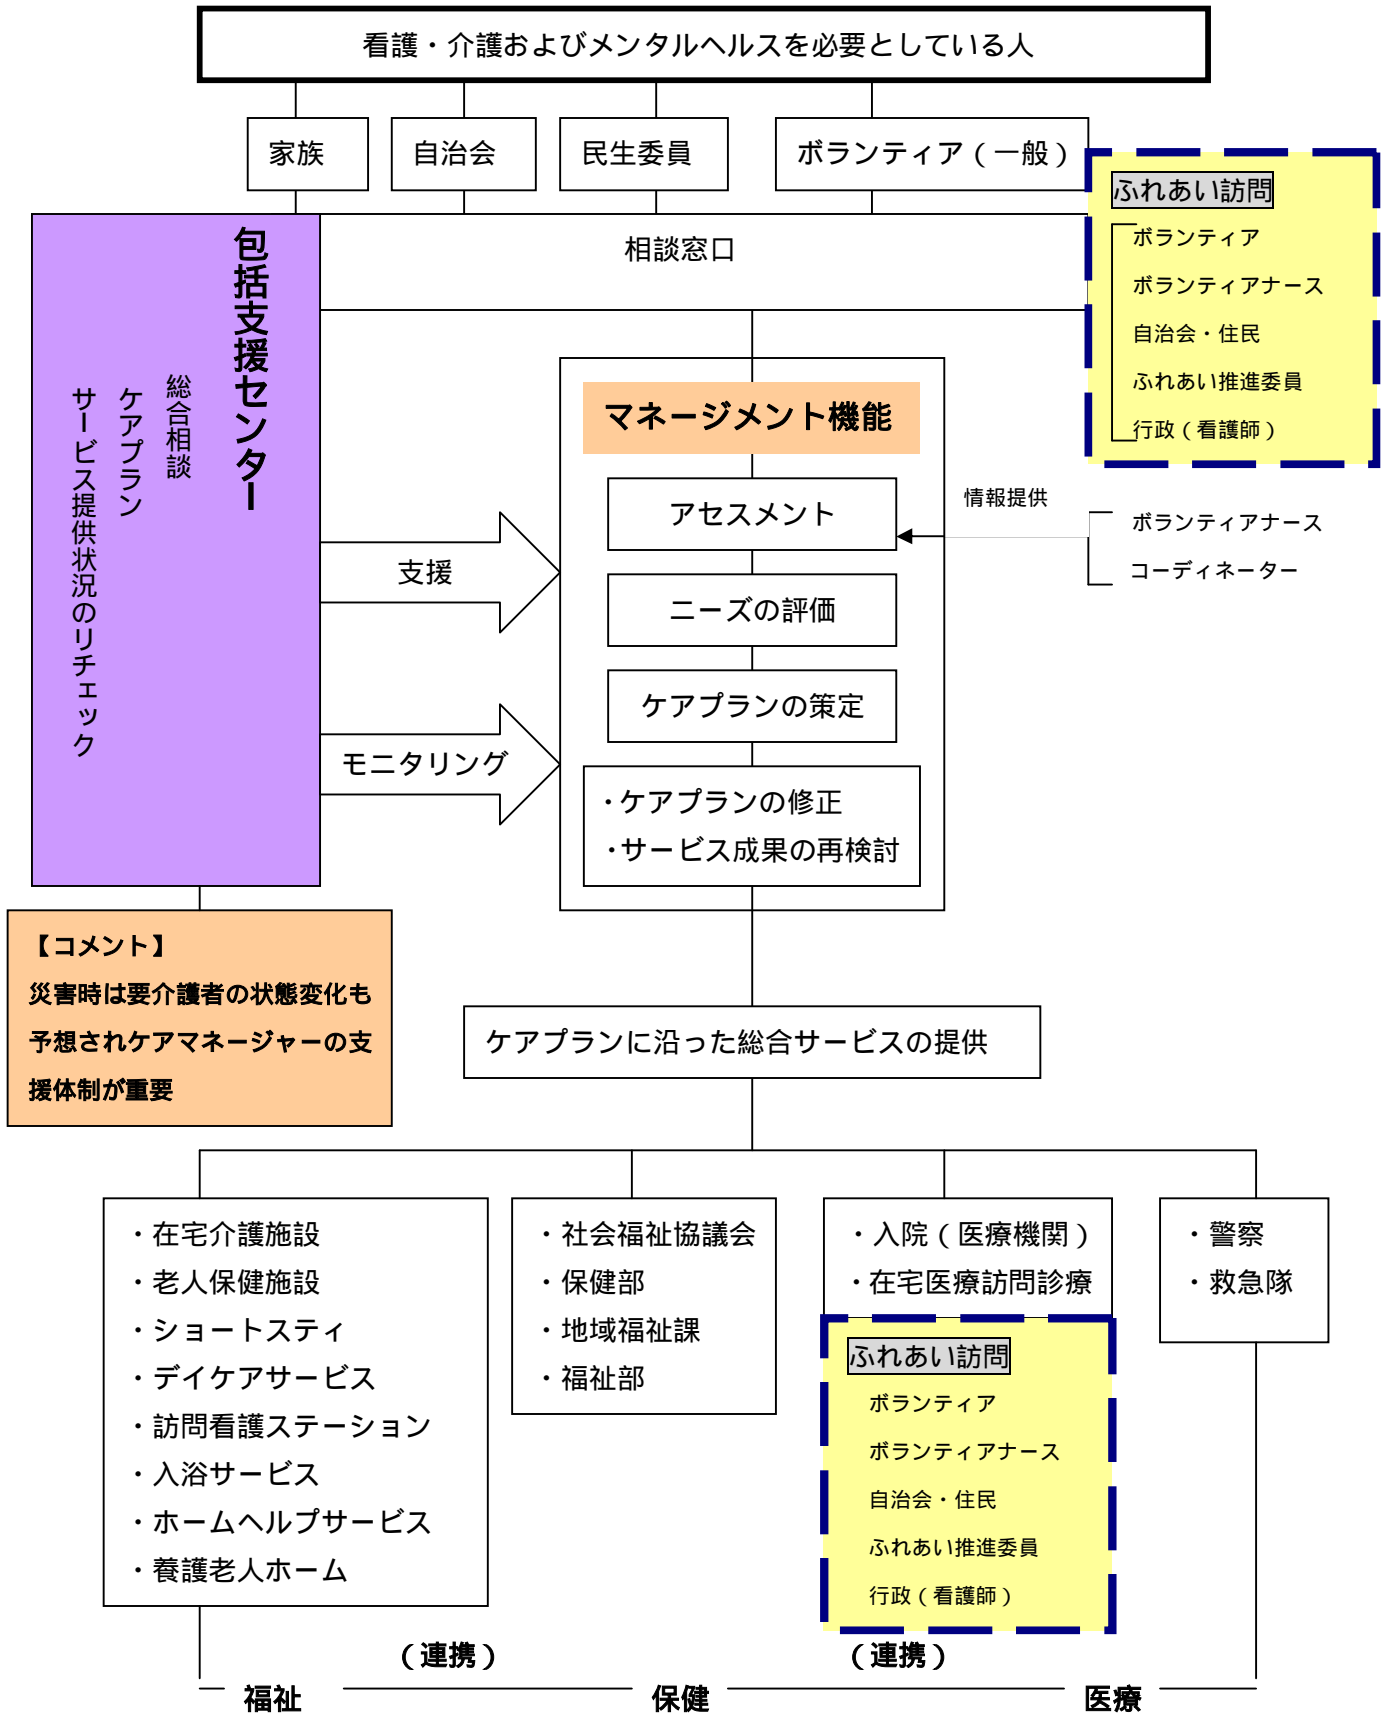 看護・介護およびメンタルヘルスを必要としている人
家族
自治会
民生委員
ボランティア（一般）
ふれあい訪問
ボランティア
ボランティアナース
自治会・住民
ふれあい推進委員
行政（看護師）
相談窓口
包括支援センター
総合相談
ケアプラン
サービス提供状況のリチェック
マネージメント機能
アセスメント
ニーズの評価
ケアプランの策定
・ケアプランの修正
・サービス成果の再検討
情報提供
ボランティアナース
コーディネーター
支援
モニタリング
【コメント】
災害時は要介護者の状態変化も
予想されケアマネージャーの支
援体制が重要
ケアプランに沿った総合サービスの提供
・在宅介護施設
・老人保健施設
・ショートスティ
・デイケアサービス
・訪問看護ステーション
・入浴サービス
・ホームヘルプサービス
・養護老人ホーム
・社会福祉協議会
・保健部
・地域福祉課
・福祉部
・入院（医療機関）
・在宅医療訪問診療
ふれあい訪問
ボランティア
ボランティアナース
自治会・住民
ふれあい推進委員
行政（看護師）
・警察
・救急隊
（連携）
（連携）
福祉
保健
医療